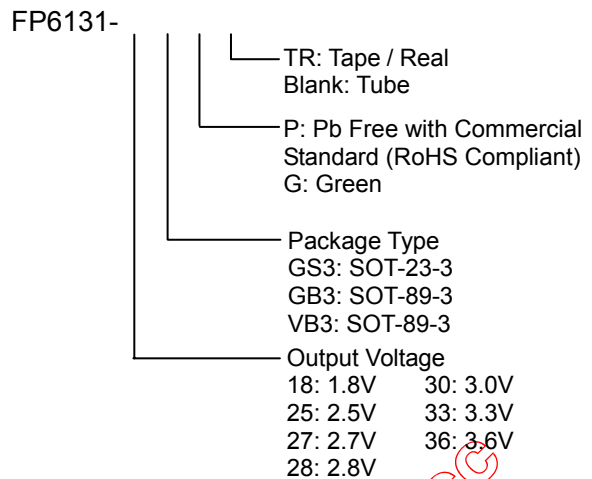 FP6131-
TR: Tape / Real
Blank: Tube
P: Pb Free with Commercial
Standard (RoHS Compliant)
G: Green
Package Type
GS3: SOT-23-3
GB3: SOT-89-3
VB3: SOT-89-3
Output Voltage
18: 1.8V 30: 3.0V
25: 2.5V 33: 3.3V
27: 2.7V 36: 3.6V
28: 2.8V